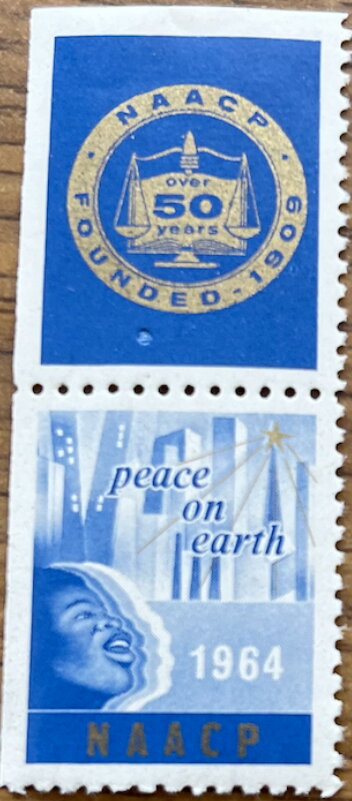 NAACP
over
50
years
FOUNDED - 1909
peace
on
earth
1964
NAACP